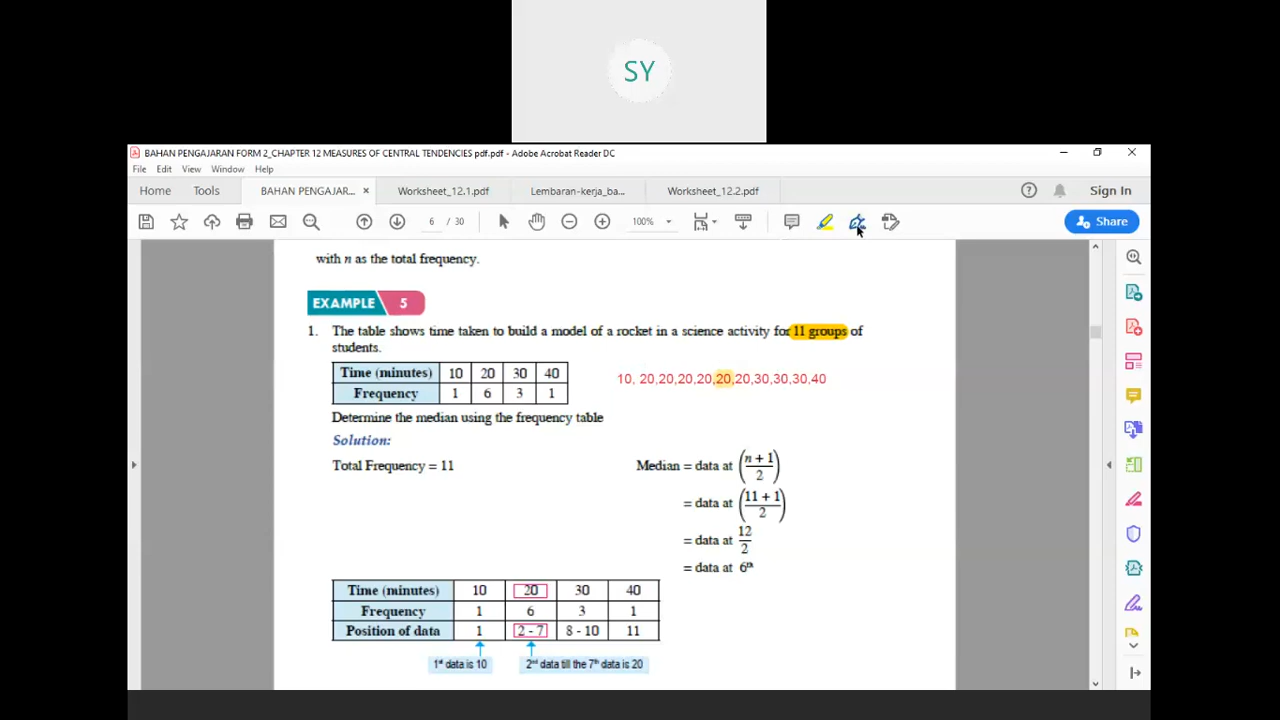 SY
BAHAN PENGAJARAN FORM 2_CHAPTER 12 MEASURES OF CENTRAL TENDENCIES pdf.pdf - Adobe Acrobat Reader DC
File Edit View Window Help
Home Tools BAHAN PENGAJAR... × Worksheet_12.1.pdf Lembaran-kerja_ba... Worksheet_12.2.pdf Sign In
6 / 30 100% Share
with n as the total frequency.
EXAMPLE 5
1. The table shows time taken to build a model of a rocket in a science activity for 11 groups of
students.
Time (minutes) 10 20 30 40
Frequency 1 6 3 1
10, 20,20,20,20,20,20,30,30,30,40
Determine the median using the frequency table
Solution:
Total Frequency = 11
Median = data at (n + 1 / 2)
= data at (11 + 1 / 2)
= data at 12 / 2
= data at 6th
Time (minutes) 10 20 30 40
Frequency 1 6 3 1
Position of data 1 2 - 7 8 - 10 11
1st data is 10 2nd data till the 7th data is 20